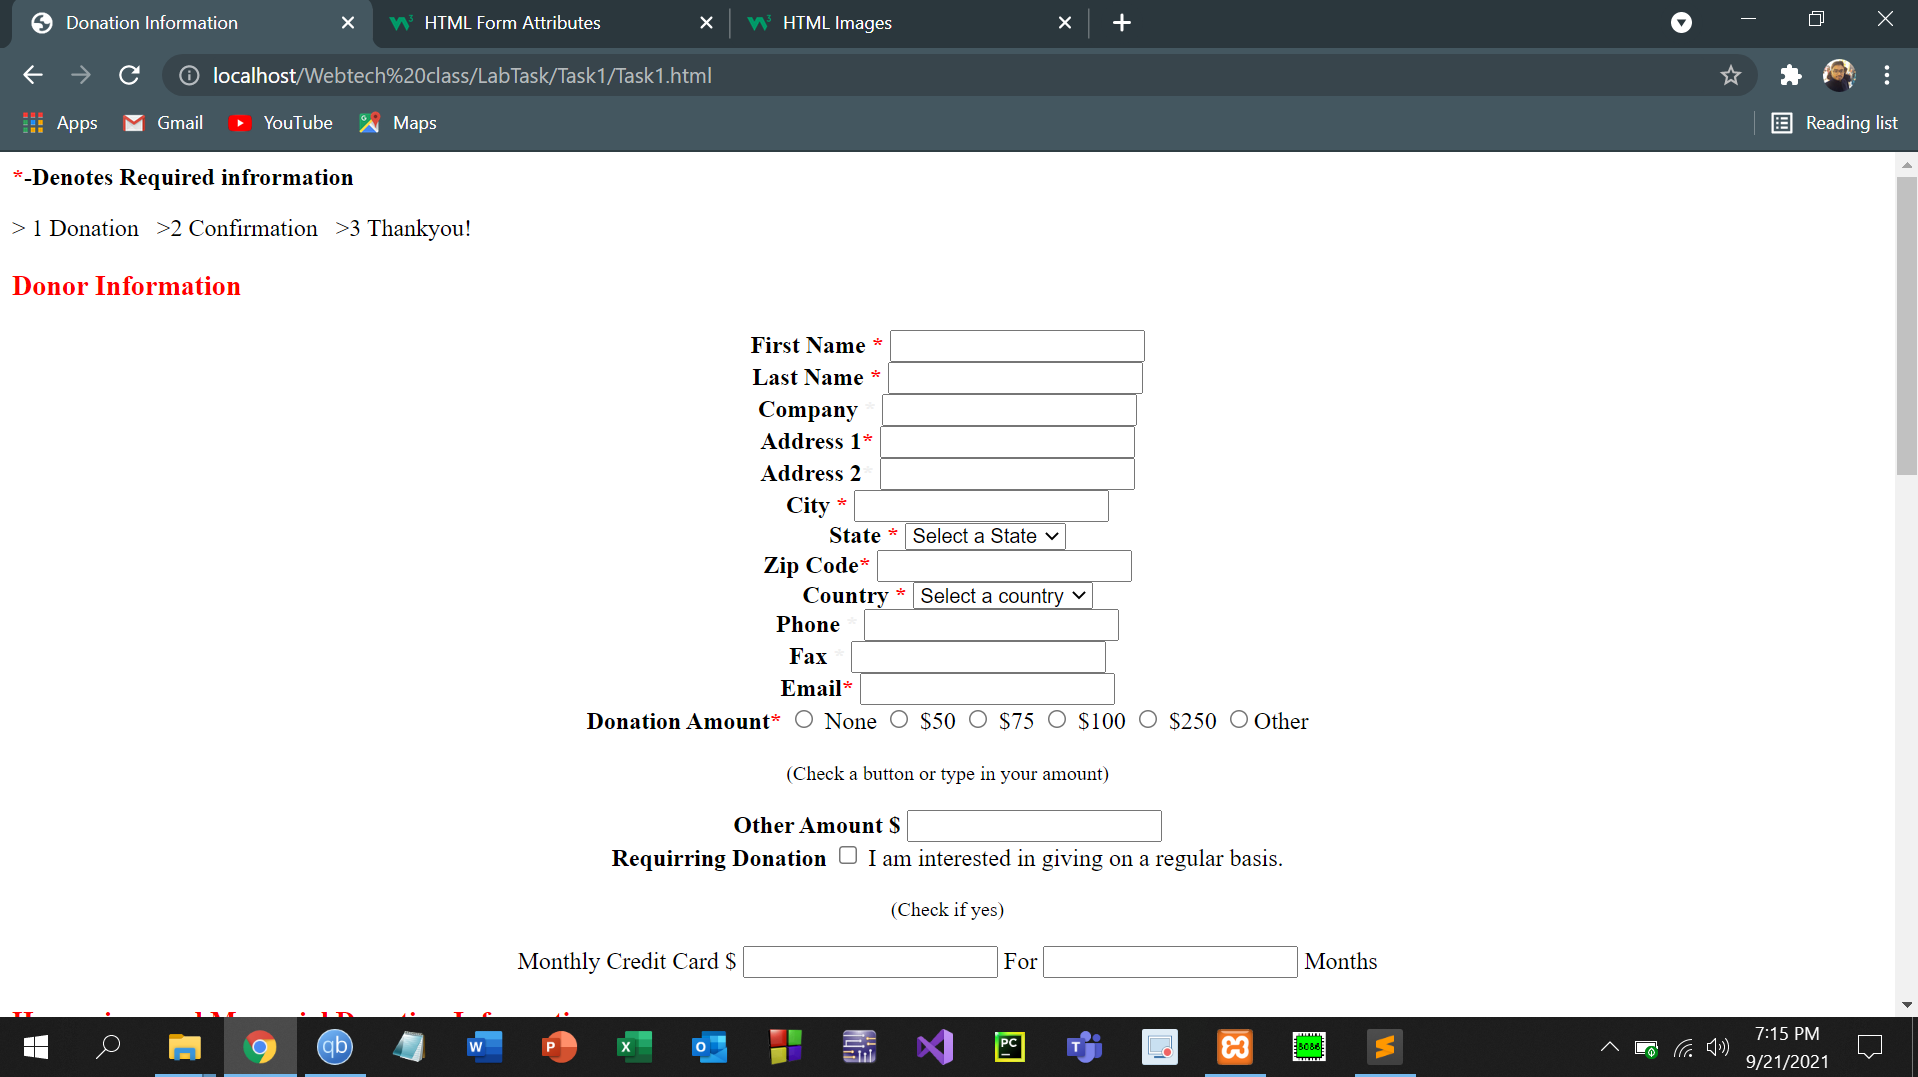 Donation Information
HTML Form Attributes
HTML Images
localhost/Webtech%20class/LabTask/Task1/Task1.html
Apps Gmail YouTube Maps Reading list
*-Denotes Required infrormation
> 1 Donation >2 Confirmation >3 Thankyou!
Donor Information
First Name *
Last Name *
Company *
Address 1*
Address 2 *
City *
State * Select a State
Zip Code*
Country * Select a country
Phone *
Fax *
Email*
Donation Amount* None $50 $75 $100 $250 Other
(Check a button or type in your amount)
Other Amount $
Requirring Donation I am interested in giving on a regular basis.
(Check if yes)
Monthly Credit Card $ For Months
7:15 PM
9/21/2021